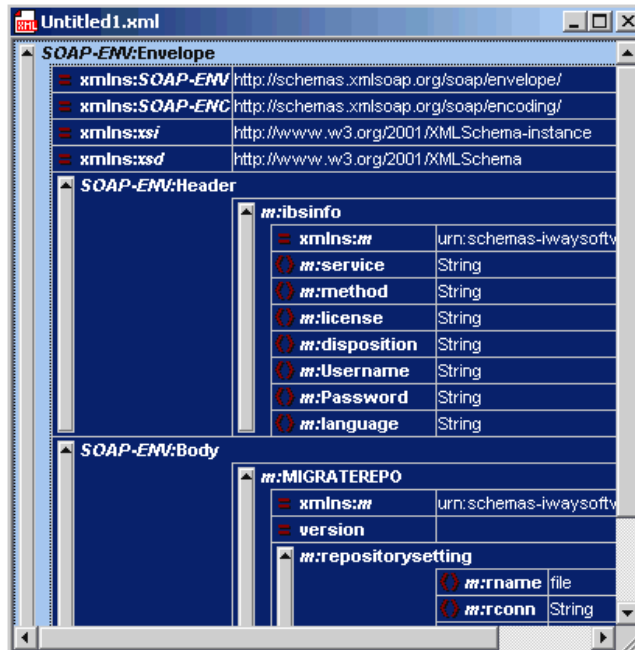 Untitled1.xml
SOAP-ENV:Envelope
xmlns:SOAP-ENV http://schemas.xmlsoap.org/soap/envelope/
xmlns:SOAP-ENC http://schemas.xmlsoap.org/soap/encoding/
xmlns:xsi http://www.w3.org/2001/XMLSchema-instance
xmlns:xsd http://www.w3.org/2001/XMLSchema
SOAP-ENV:Header
m:ibsinfo
xmlns:m urn:schemas-iwaysoftw
m:service String
m:method String
m:license String
m:disposition String
m:Username String
m:Password String
m:language String
SOAP-ENV:Body
m:MIGRATEREPO
xmlns:m urn:schemas-iwaysoftw
version
m:repositorysetting
m:rname file
m:rconn String